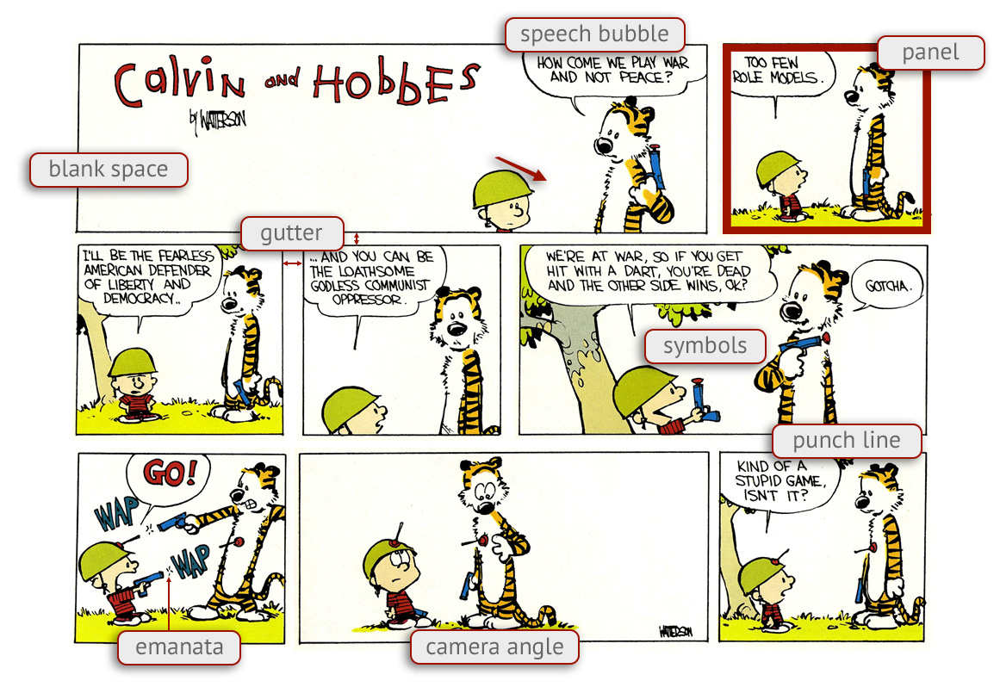 speech bubble
Calvin and Hobbes
by WATTERSON
HOW COME WE PLAY WAR
AND NOT PEACE?
panel
TOO FEW
ROLE MODELS.
blank space
gutter
I'LL BE THE FEARLESS
AMERICAN DEFENDER
OF LIBERTY AND
DEMOCRACY..
... AND YOU CAN BE
THE LOATHSOME
GODLESS COMMUNIST
OPPRESSOR.
WE'RE AT WAR, SO IF YOU GET
HIT WITH A DART, YOU'RE DEAD
AND THE OTHER SIDE WINS, OK?
GOTCHA.
symbols
punch line
GO!
WAP
WAP
emanata
camera angle
WATTERSON
KIND OF A
STUPID GAME,
ISN'T IT?